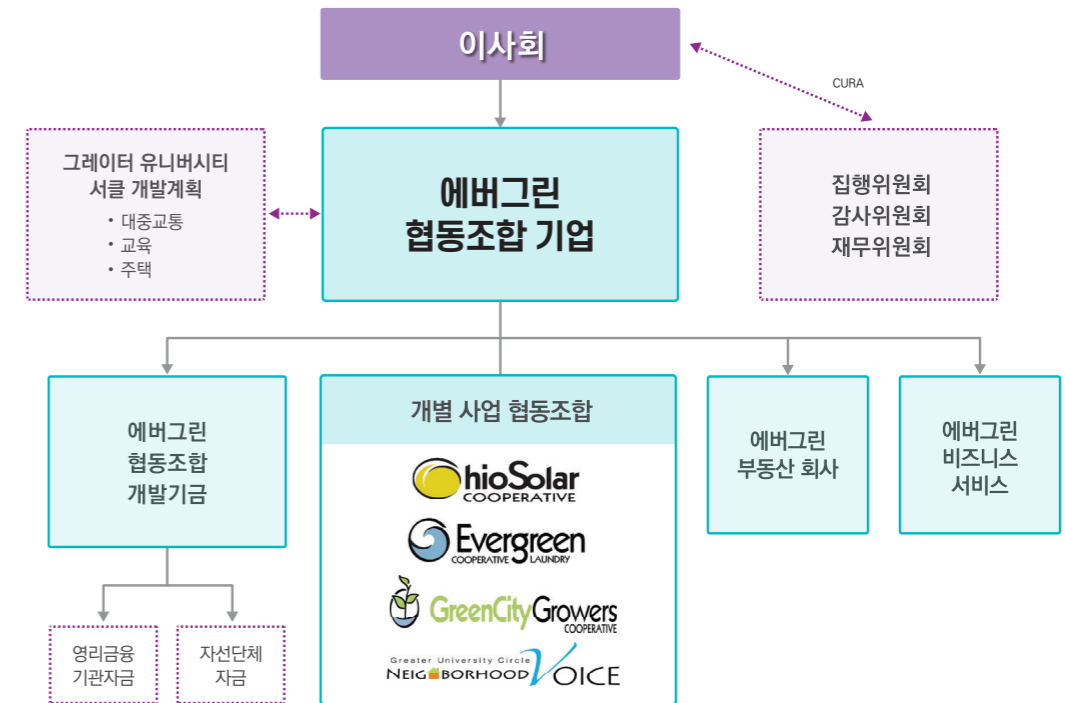 이사회
CURA
그레이터 유니버시티
서클 개발계획
• 대중교통
• 교육
• 주택
에버그린
협동조합 기업
집행위원회
감사위원회
재무위원회
에버그린
협동조합
개발기금
개별 사업 협동조합
OhioSolar
COOPERATIVE
Evergreen
COOPERATIVE LAUNDRY
GreenCityGrowers
COOPERATIVE
Greater University Circle
NEIGHBORHOOD VOICE
에버그린
부동산 회사
에버그린
비즈니스
서비스
영리금융
기관자금
자선단체
자금